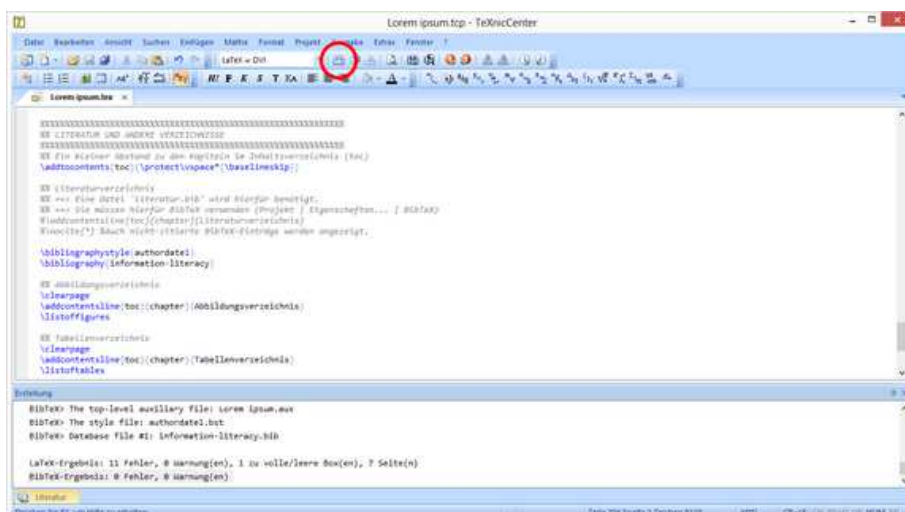 Lorem ipsum.tcp - TeXnicCenter
Datei Bearbeiten Ansicht Suchen Einfügen Mathe Format Projekt Extras Fenster ?
LaTeX ⇒ DVI
Lorem ipsum.tex
%% LITERATUR UND ANDERE VERZEICHNISSE
%% Ein kleiner Abstand zu den Kapiteln im Inhaltsverzeichnis (toc)
\addtocontents{toc}{\protect\vspace*{\baselineskip}}
%% Literaturverzeichnis
%% ==> Eine Datei 'literatur.bib' wird hierfür benötigt.
%% ==> Sie müssen hierfür BibTeX verwenden (Projekt | Eigenschaften... | BibTeX)
%\addcontentsline{toc}{chapter}{Literaturverzeichnis}
%\nocite{*} %Auch nicht-zitierte BibTeX-Einträge werden angezeigt.
\bibliographystyle{authordate1}
\bibliography{information-literacy}
%% Abbildungsverzeichnis
\clearpage
\addcontentsline{toc}{chapter}{Abbildungsverzeichnis}
\listoffigures
%% Tabellenverzeichnis
\clearpage
\addcontentsline{toc}{chapter}{Tabellenverzeichnis}
\listoftables
Erstellung
BibTeX> The top-level auxiliary file: Lorem ipsum.aux
BibTeX> The style file: authordate1.bst
BibTeX> Database file #1: information-literacy.bib
LaTeX-Ergebnis: 11 Fehler, 0 Warnung(en), 1 zu volle/leere Box(en), 7 Seite(n)
BibTeX-Ergebnis: 0 Fehler, 0 Warnung(en)
Literatur